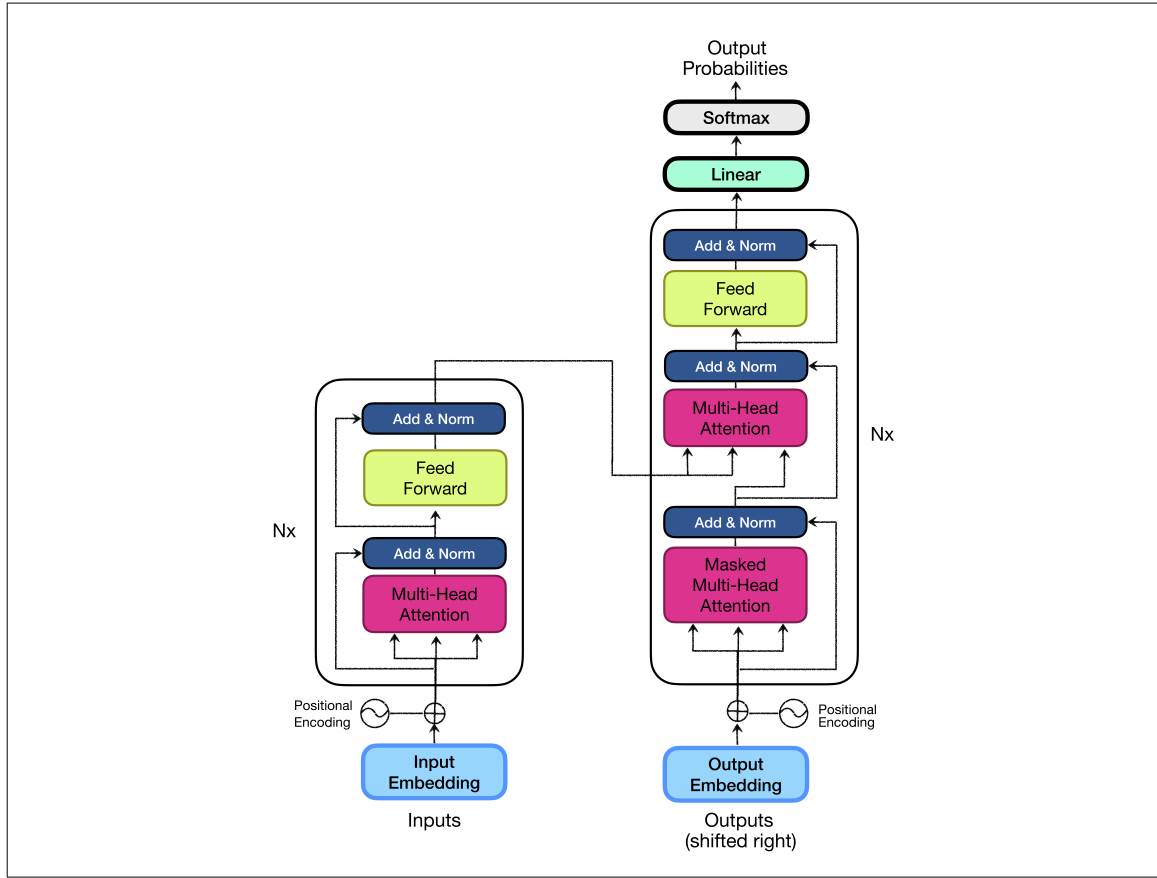 Output
Probabilities
Softmax
Linear
Add & Norm
Feed
Forward
Add & Norm
Multi-Head
Attention
Nx
Add & Norm
Masked
Multi-Head
Attention
Positional
Encoding
Output
Embedding
Outputs
(shifted right)
Add & Norm
Feed
Forward
Nx
Add & Norm
Multi-Head
Attention
Positional
Encoding
Input
Embedding
Inputs